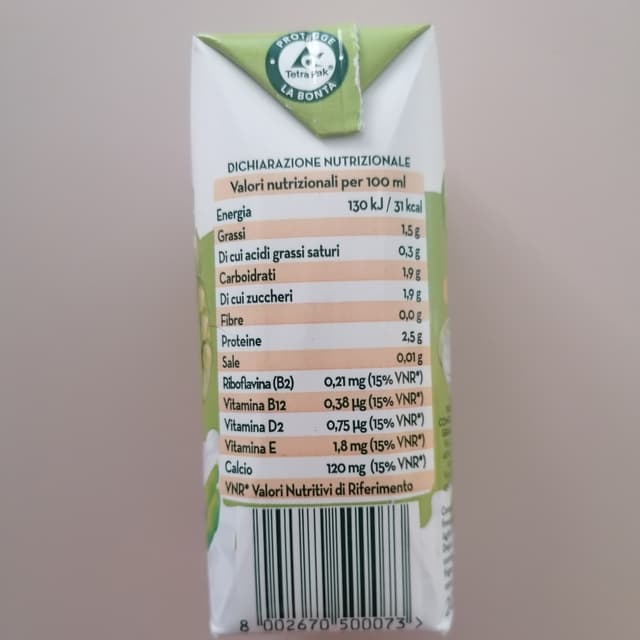 PROTEGGE
Tetra Pak®
LA BONTÀ
DICHIARAZIONE NUTRIZIONALE
Valori nutrizionali per 100 ml
Energia 130 kJ / 31 kcal
Grassi 1,5 g
Di cui acidi grassi saturi 0,3 g
Carboidrati 1,9 g
Di cui zuccheri 1,9 g
Fibre 0,0 g
Proteine 2,5 g
Sale 0,01 g
Riboflavina (B2) 0,21 mg (15% VNR*)
Vitamina B12 0,38 µg (15% VNR*)
Vitamina D2 0,75 µg (15% VNR*)
Vitamina E 1,8 mg (15% VNR*)
Calcio 120 mg (15% VNR*)
VNR* Valori Nutritivi di Riferimento
8 002670 500073 >